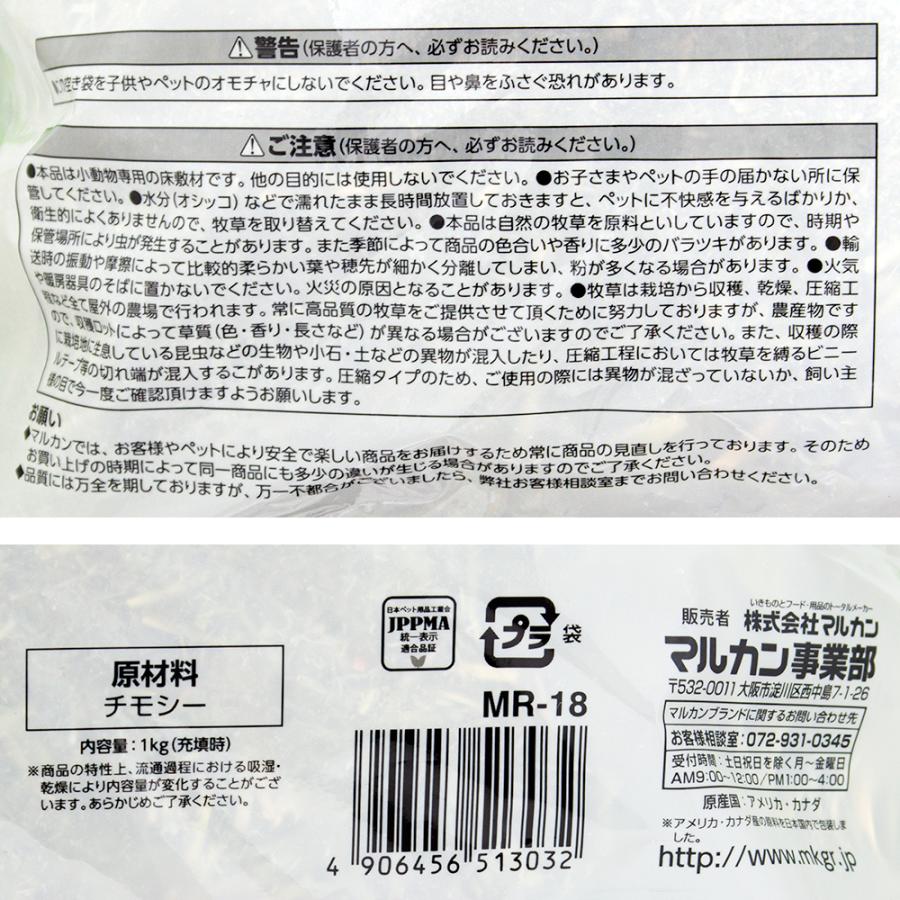 ⚠警告(保護者の方へ、必ずお読みください。)
空き袋を子供やペットのオモチャにしないでください。目や鼻をふさぐ恐れがあります。
⚠ご注意(保護者の方へ、必ずお読みください。)
●本品は小動物専用の床敷材です。他の目的には使用しないでください。●お子さまやペットの手の届かない所に保
管してください。●水分(オシッコ)などで濡れたまま長時間放置しておきますと、ペットに不快感を与えるばかりか、
衛生的によくありませんので、牧草を取り替えてください。●本品は自然の牧草を原料といしていますので、時期や
保管場所により虫が発生することがあります。また季節によって商品の色合いや香りに多少のバラツキがあります。●輸
送時の振動や摩擦によって比較的柔らかい葉や穂先が細かく分離してしまい、粉が多くなる場合があります。●火気
や暖房器具のそばに置かないでください。火災の原因となることがあります。●牧草は栽培から収穫、乾燥、圧縮工
程など全て屋外の農場で行われます。常に高品質の牧草をご提供させて頂くために努力しておりますが、農産物です
ので、収穫ロットによって草質(色・香り・長さなど)が異なる場合がございますのでご了承ください。また、収穫の際
に栽培地に生息している昆虫などの生物や小石・土などの異物が混入したり、圧縮工程においては牧草を縛るビニー
ルテープ等の切れ端が混入するがあります。圧縮タイプのため、ご使用の際には異物が混ざっていないか、飼い主
様の目で今一度ご確認頂けますようお願いします。
お願い
◆マルカンでは、お客様やペットにより安全で楽しい商品をお届けするため常に商品の見直しを行っております。そのため
お買い上げの時期によって同一商品にも多少の違いが生じる場合がありますのでご了承ください。
◆品質には万全を期しておりますが、万一不都合がございましたら、弊社お客様相談室までお問い合わせください。
原材料
チモシー
内容量:1kg(充填時)
※商品の特性上、流通過程における吸湿・
乾燥により内容量が変化することがござ
います。あらかじめご了承ください。
日本ペット用品工業会
JPPMA
統一表示
適合品証
プラ
袋
MR-18
4 906456 513032
いきものとフード・用品のトータルメーカー
販売者 株式会社マルカン
マルカン事業部
〒532-0011 大阪市淀川区西中島7-1-26
マルカンブランドに関するお問い合わせ先
お客様相談室:072-931-0345
受付時間:土日祝日を除く月〜金曜日
AM9:00〜12:00/PM1:00〜4:00
原産国:アメリカ・カナダ
※アメリカ・カナダ産の原料を日本国内で包装しま
した。
http://www.mkgr.jp